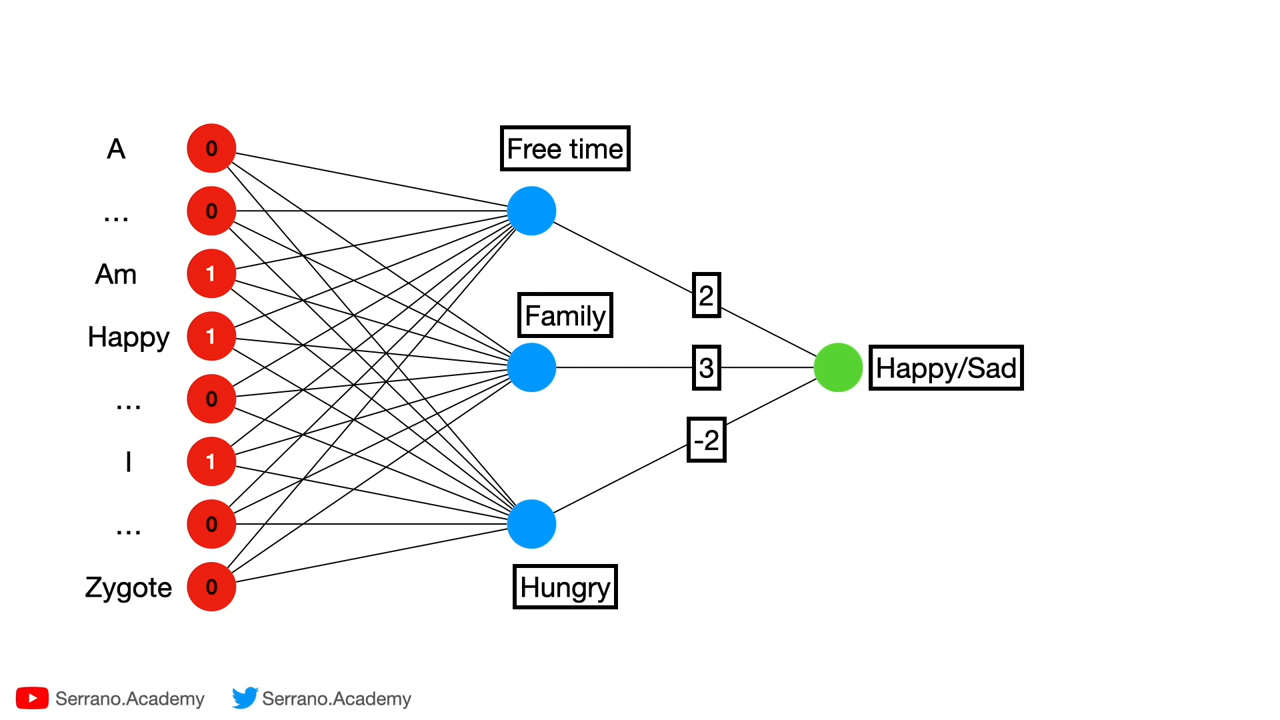 A
0
Free time
...
0
Am
1
2
Happy
1
Family
3
Happy/Sad
...
0
-2
I
1
...
0
Zygote
0
Hungry
Serrano.Academy
Serrano.Academy